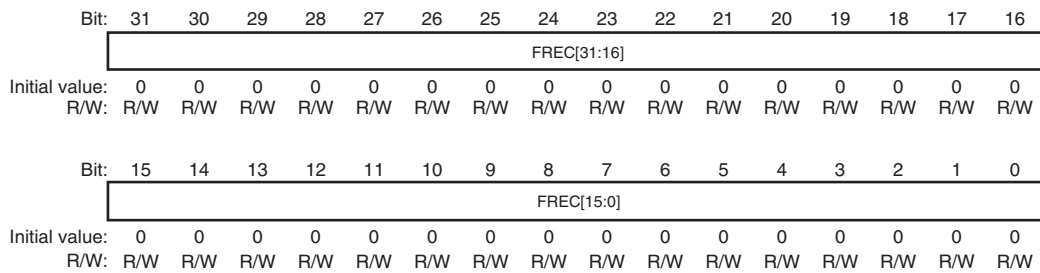 Bit: 31 30 29 28 27 26 25 24 23 22 21 20 19 18 17 16
FREC[31:16]
Initial value: 0 0 0 0 0 0 0 0 0 0 0 0 0 0 0 0
R/W: R/W R/W R/W R/W R/W R/W R/W R/W R/W R/W R/W R/W R/W R/W R/W R/W
Bit: 15 14 13 12 11 10 9 8 7 6 5 4 3 2 1 0
FREC[15:0]
Initial value: 0 0 0 0 0 0 0 0 0 0 0 0 0 0 0 0
R/W: R/W R/W R/W R/W R/W R/W R/W R/W R/W R/W R/W R/W R/W R/W R/W R/W